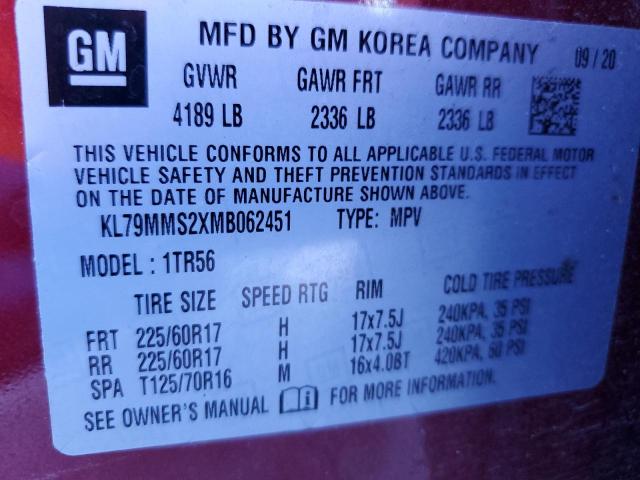 GM
MFD BY GM KOREA COMPANY 09/20
GVWR GAWR FRT GAWR RR
4189 LB 2336 LB 2336 LB
THIS VEHICLE CONFORMS TO ALL APPLICABLE U.S. FEDERAL MOTOR
VEHICLE SAFETY AND THEFT PREVENTION STANDARDS IN EFFECT
ON THE DATE OF MANUFACTURE SHOWN ABOVE.
KL79MMS2XMB062451 TYPE: MPV
MODEL: 1TR56
TIRE SIZE SPEED RTG RIM COLD TIRE PRESSURE
FRT 225/60R17 H 17x7.5J 240KPA, 35 PSI
RR 225/60R17 H 17x7.5J 240KPA, 35 PSI
SPA T125/70R16 M 16x4.0BT 420KPA, 60 PSI
SEE OWNER'S MANUAL FOR MORE INFORMATION